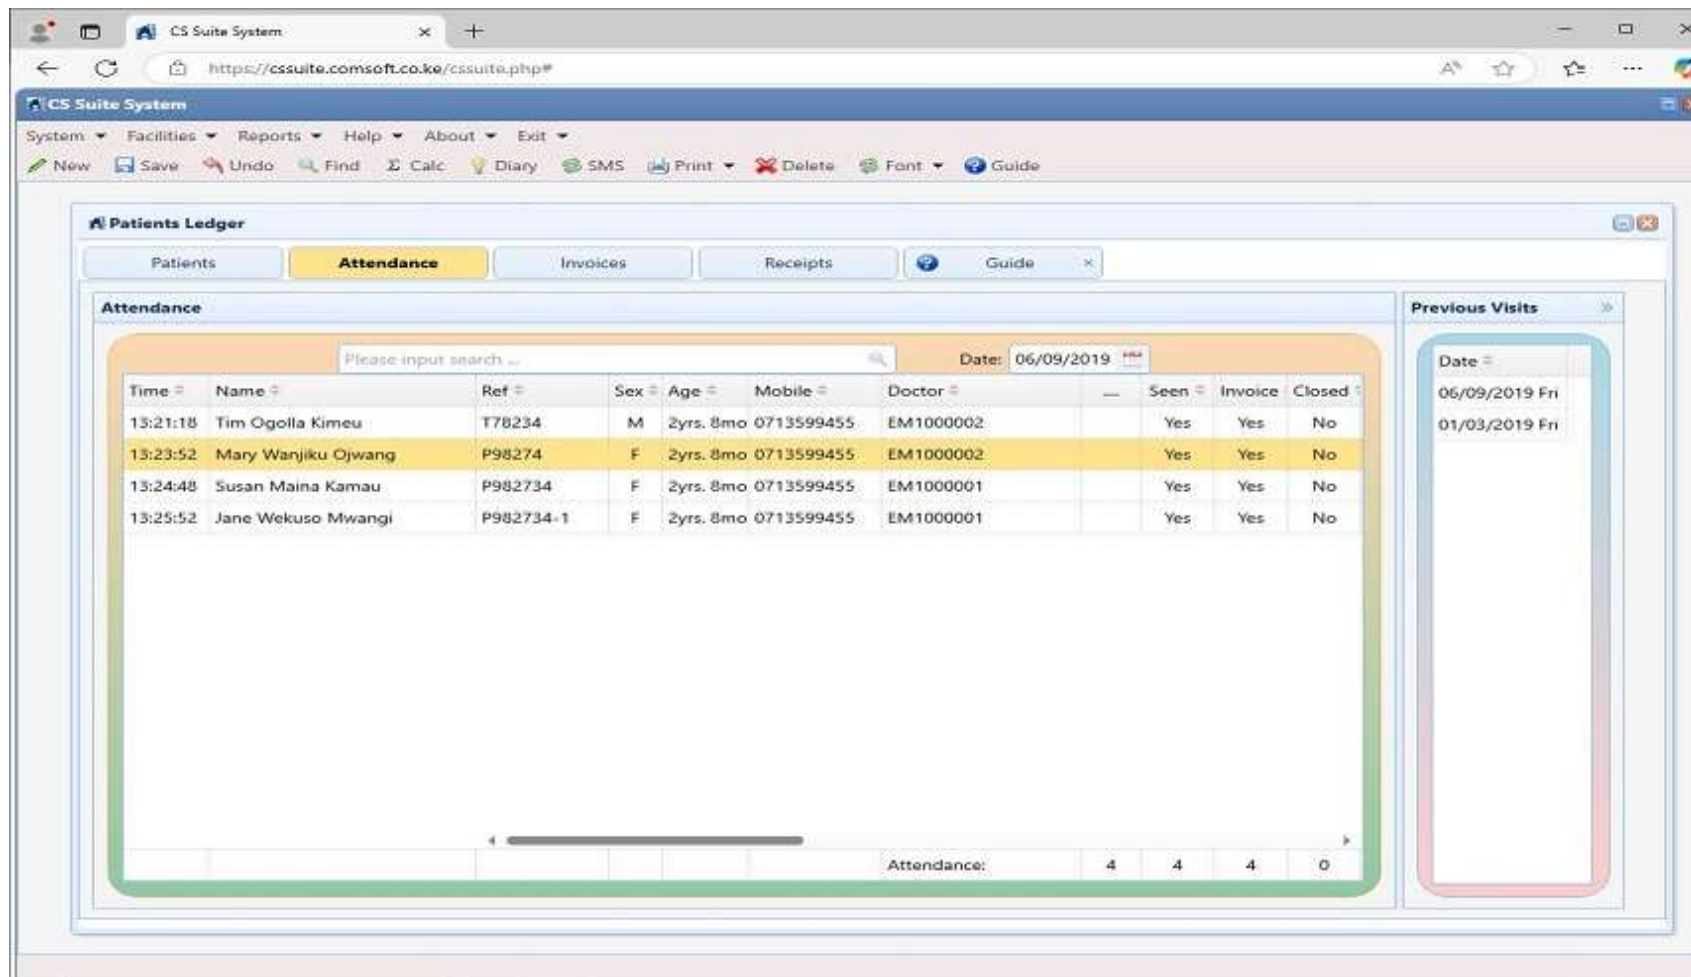 CS Suite System
https://cssuite.comsoft.co.ke/cssuite.php#
CS Suite System
System Facilities Reports Help About Exit
New Save Undo Find Σ Calc Diary SMS Print Delete Font Guide
Patients Ledger
Patients Attendance Invoices Receipts Guide
Attendance Previous Visits
Please input search ... Date: 06/09/2019 Date
Time Name Ref Sex Age Mobile Doctor ... Seen Invoice Closed
06/09/2019 Fri
13:21:18 Tim Ogolla Kimeu T78234 M 2yrs. 8mo 0713599455 EM1000002 Yes Yes No
01/03/2019 Fri
13:23:52 Mary Wanjiku Ojwang P98274 F 2yrs. 8mo 0713599455 EM1000002 Yes Yes No
13:24:48 Susan Maina Kamau P982734 F 2yrs. 8mo 0713599455 EM1000001 Yes Yes No
13:25:52 Jane Wekuso Mwangi P982734-1 F 2yrs. 8mo 0713599455 EM1000001 Yes Yes No
Attendance: 4 4 4 0